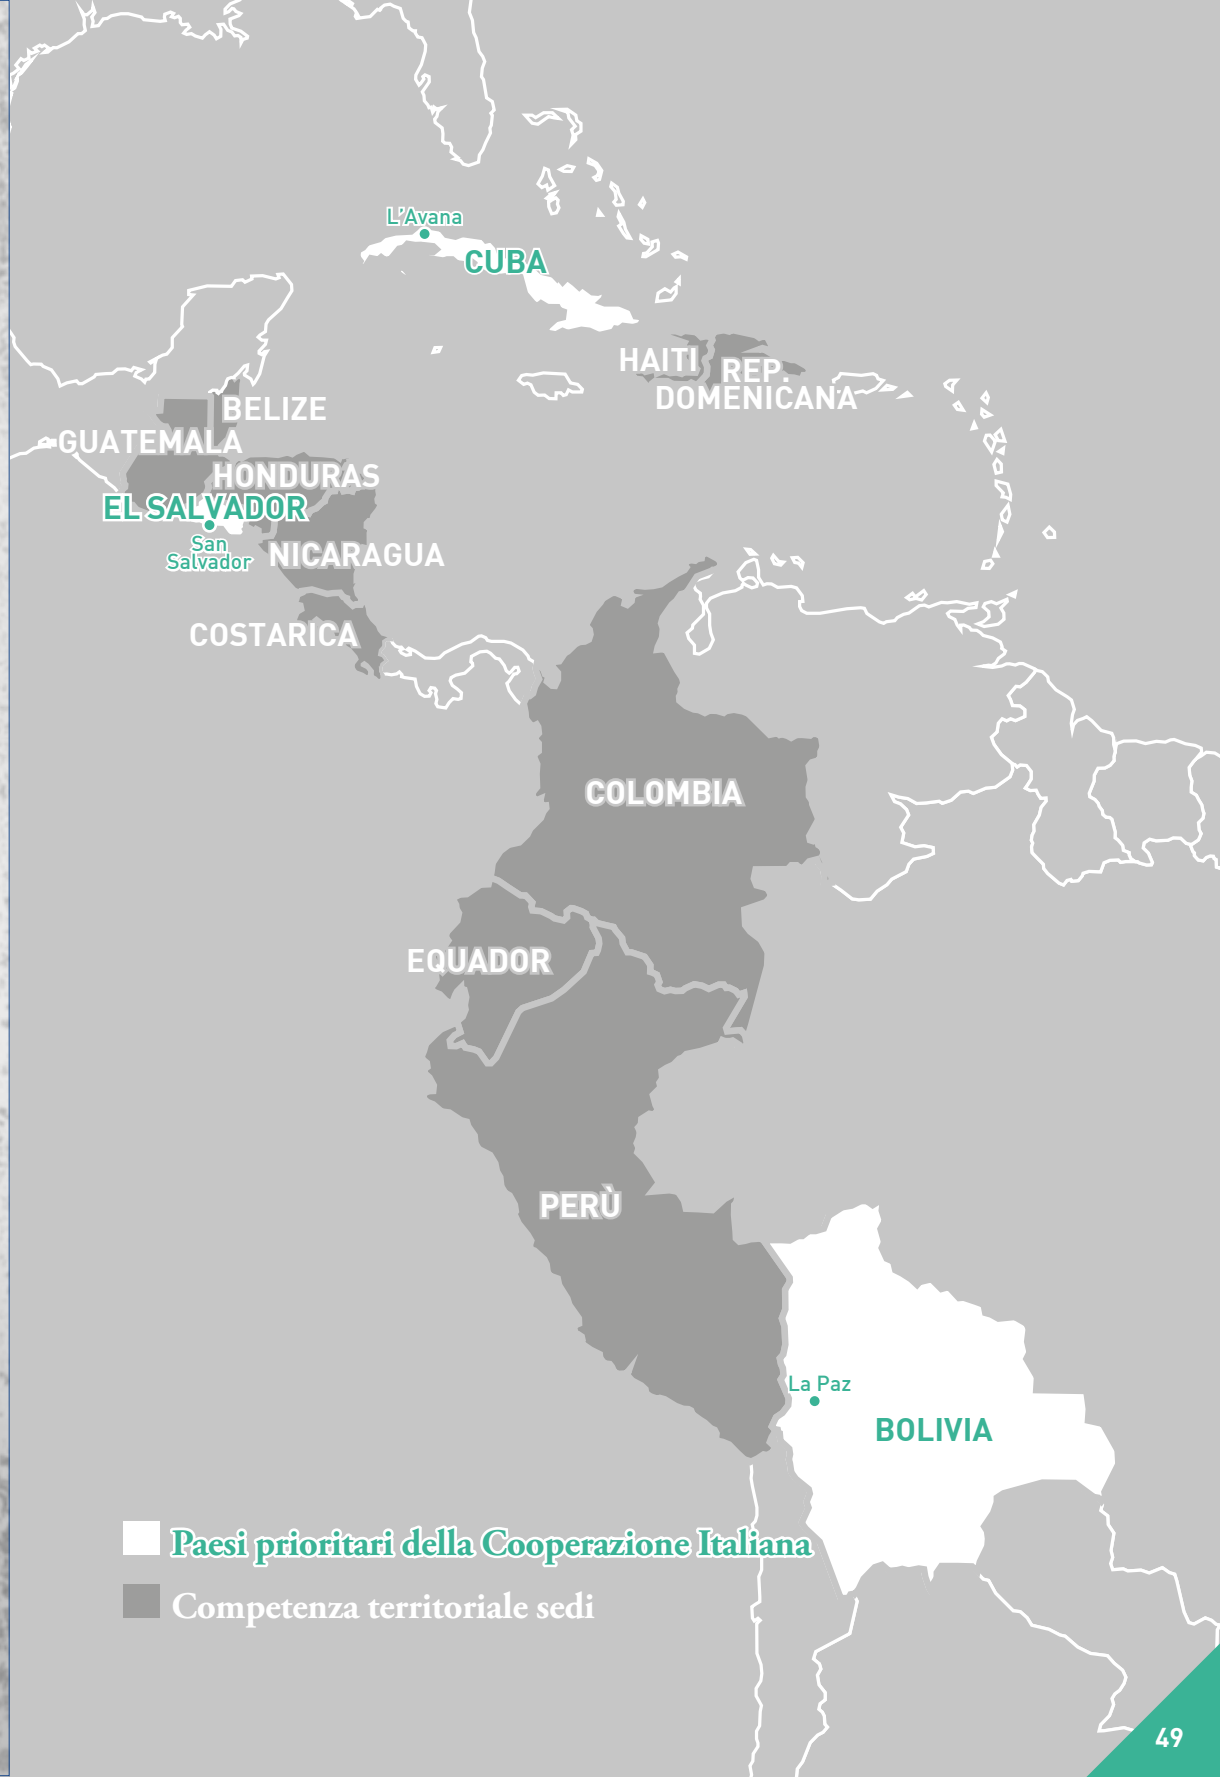 L'Avana
CUBA
HAITI
REP.
DOMENICANA
BELIZE
GUATEMALA
HONDURAS
EL SALVADOR
San
Salvador
NICARAGUA
COSTARICA
COLOMBIA
EQUADOR
PERÙ
La Paz
BOLIVIA
Paesi prioritari della Cooperazione Italiana
Competenza territoriale sedi
49